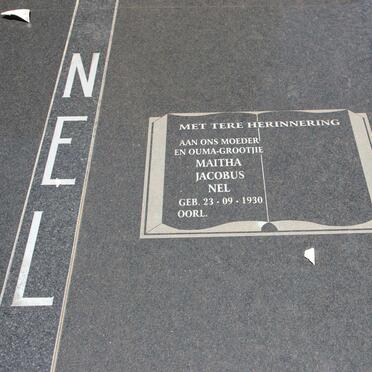 NEL
MET TERE HERINNERING
AAN ONS MOEDER
EN OUMA-GROOTJIE
MAITHA
JACOBUS
NEL
GEB. 23 - 09 - 1930
OORL.